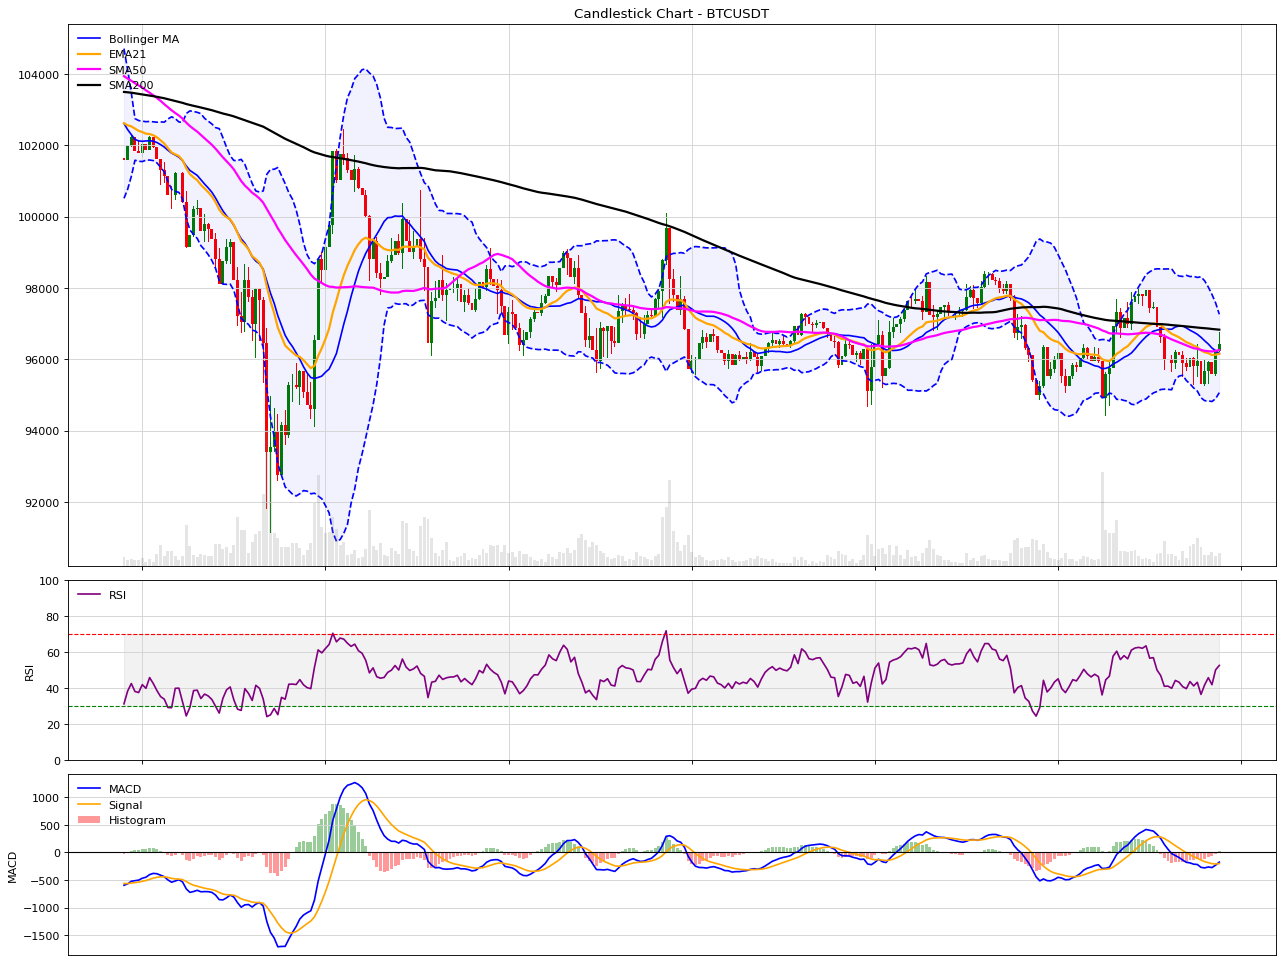 Candlestick Chart - BTCUSDT
Bollinger MA
EMA21
SMA50
SMA200
104000
102000
100000
98000
96000
94000
92000
RSI
100
80
60
40
20
0
RSI
MACD
Signal
Histogram
1000
500
0
−500
−1000
−1500
MACD